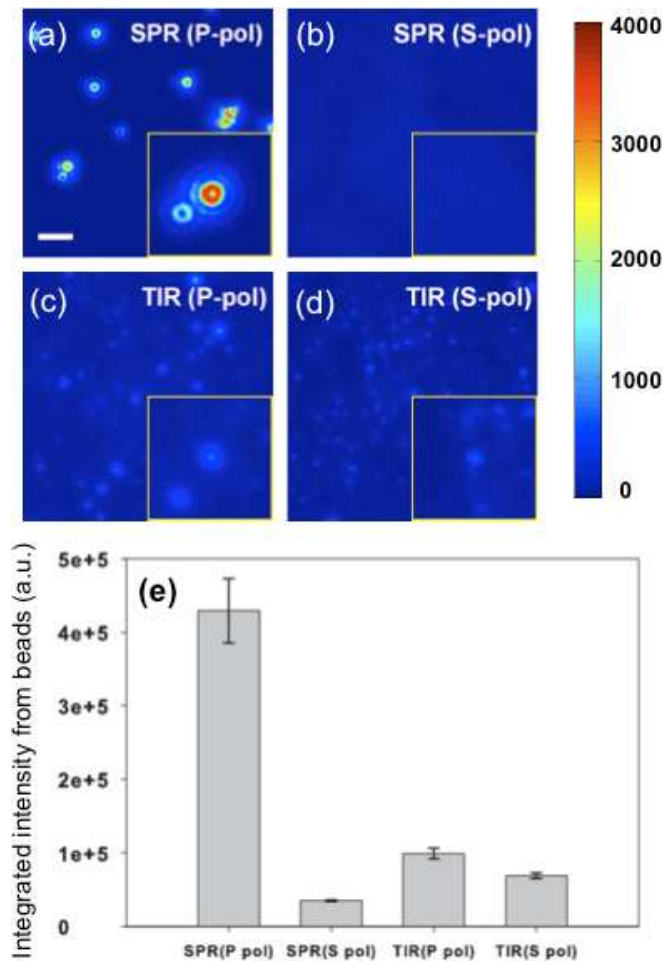 (a) SPR (P-pol)
(b) SPR (S-pol)
4000
3000
2000
1000
0
(c) TIR (P-pol)
(d) TIR (S-pol)
(e)
Integrated intensity from beads (a.u.)
5e+5
4e+5
3e+5
2e+5
1e+5
0
SPR(P pol) SPR(S pol) TIR(P pol) TIR(S pol)